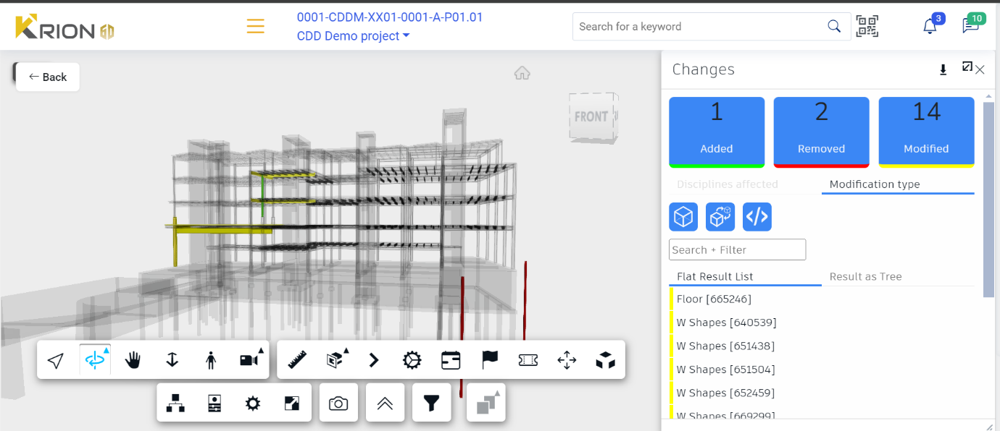 KRION 6D
0001-CDDM-XX01-0001-A-P01.01
CDD Demo project
Search for a keyword
3
10
← Back
FRONT
Changes
1
Added
2
Removed
14
Modified
Disciplines affected
Modification type
Search + Filter
Flat Result List
Result as Tree
Floor [665246]
W Shapes [640539]
W Shapes [651438]
W Shapes [651504]
W Shapes [652459]
W Shapes [669299]